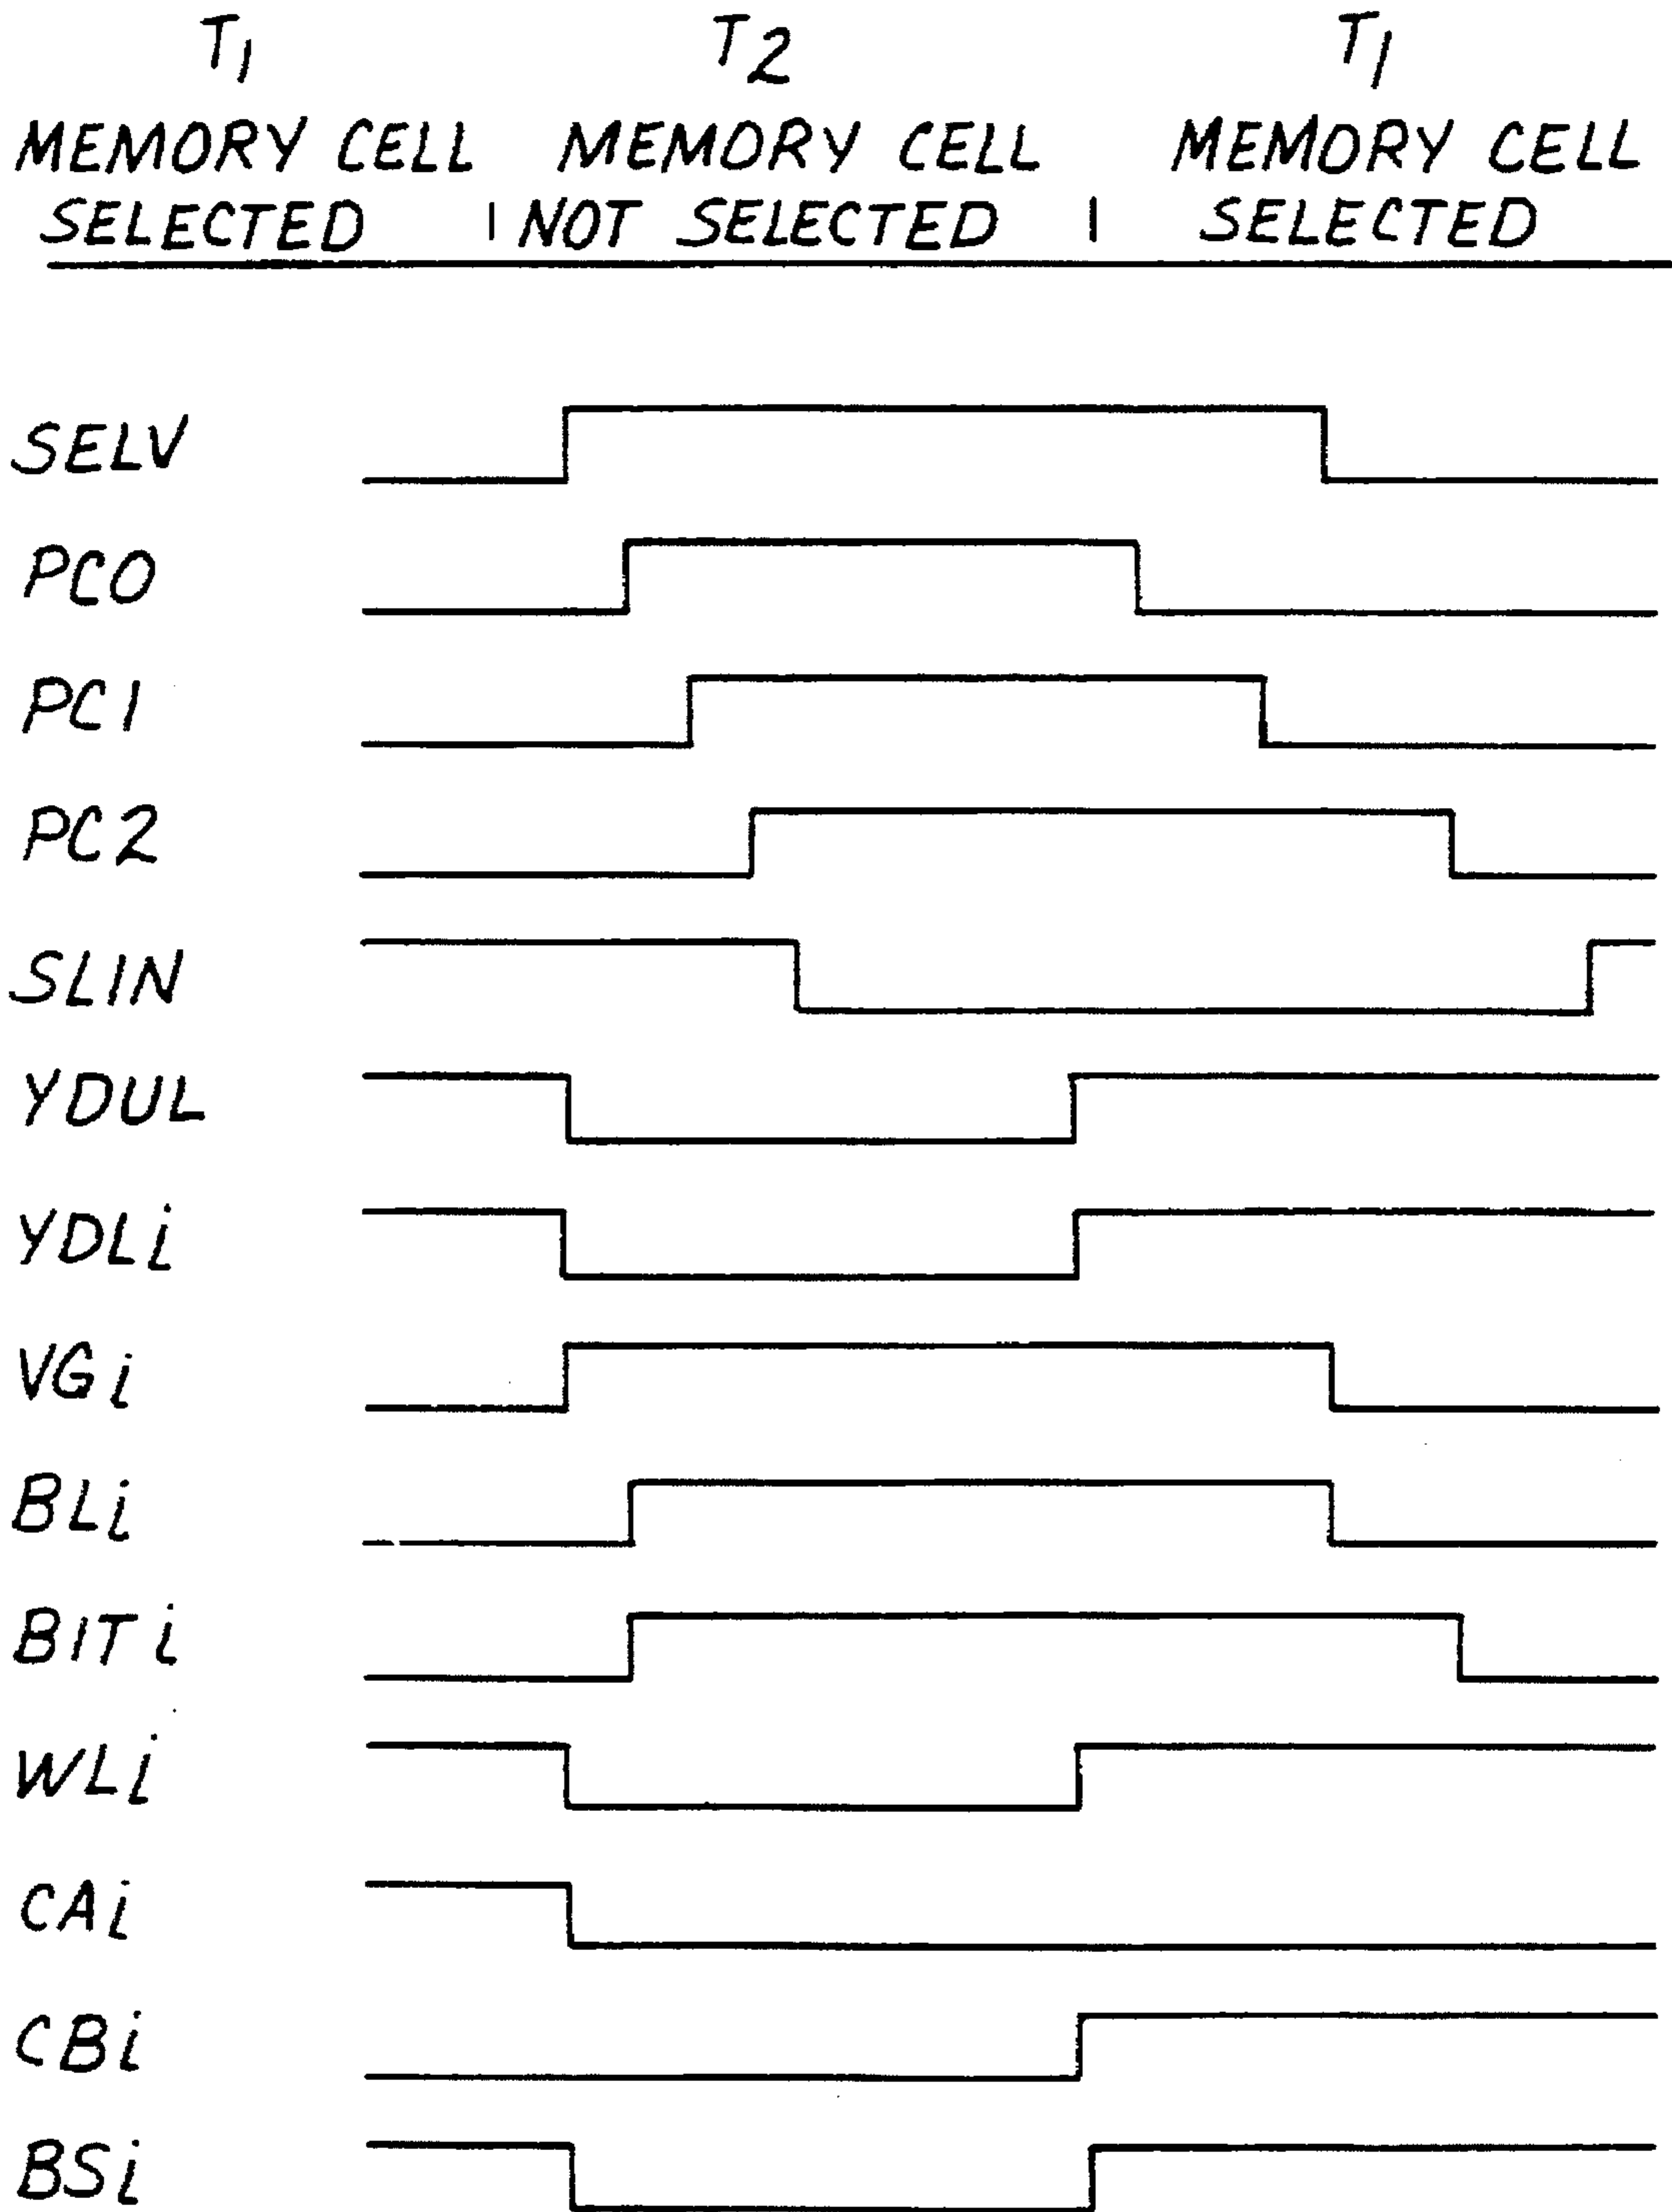 T1 T2 T1
MEMORY CELL MEMORY CELL MEMORY CELL
SELECTED | NOT SELECTED | SELECTED
SELV
PC0
PC1
PC2
SLIN
YDUL
YDLi
VGi
BLi
BITi
WLi
CAi
CBi
BSi